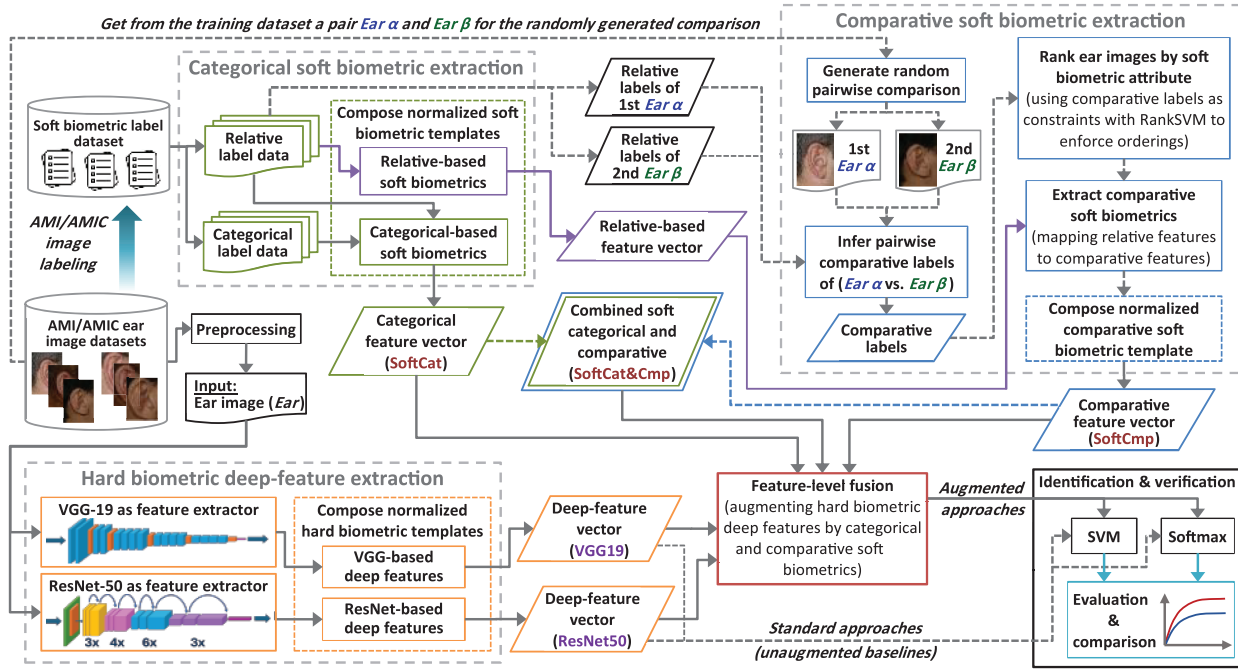 Get from the training dataset a pair Ear α and Ear β for the randomly generated comparison
Comparative soft biometric extraction
Categorical soft biometric extraction
Soft biometric label
dataset
AMI/AMIC
image
labeling
AMI/AMIC ear
image datasets
Preprocessing
Input:
Ear image (Ear)
Relative
label data
Categorical
label data
Compose normalized soft
biometric templates
Relative-based
soft biometrics
Categorical-based
soft biometrics
Relative
labels of
1st Ear α
Relative
labels of
2nd Ear β
Relative-based
feature vector
Categorical
feature vector
(SoftCat)
Combined soft
categorical and
comparative
(SoftCat&Cmp)
Generate random
pairwise comparison
1st
Ear α
2nd
Ear β
Infer pairwise
comparative labels
of (Ear α vs. Ear β)
Comparative
labels
Rank ear images by soft
biometric attribute
(using comparative labels as
constraints with RankSVM to
enforce orderings)
Extract comparative
soft biometrics
(mapping relative features
to comparative features)
Compose normalized
comparative soft
biometric template
Comparative
feature vector
(SoftCmp)
Hard biometric deep-feature extraction
VGG-19 as feature extractor
ResNet-50 as feature extractor
3x 4x 6x 3x
Compose normalized
hard biometric templates
VGG-based
deep features
ResNet-based
deep features
Deep-feature
vector
(VGG19)
Deep-feature
vector
(ResNet50)
Feature-level fusion
(augmenting hard biometric
deep features by categorical
and comparative soft
biometrics)
Augmented
approaches
Standard approaches
(unaugmented baselines)
Identification & verification
SVM
Softmax
Evaluation
&
comparison